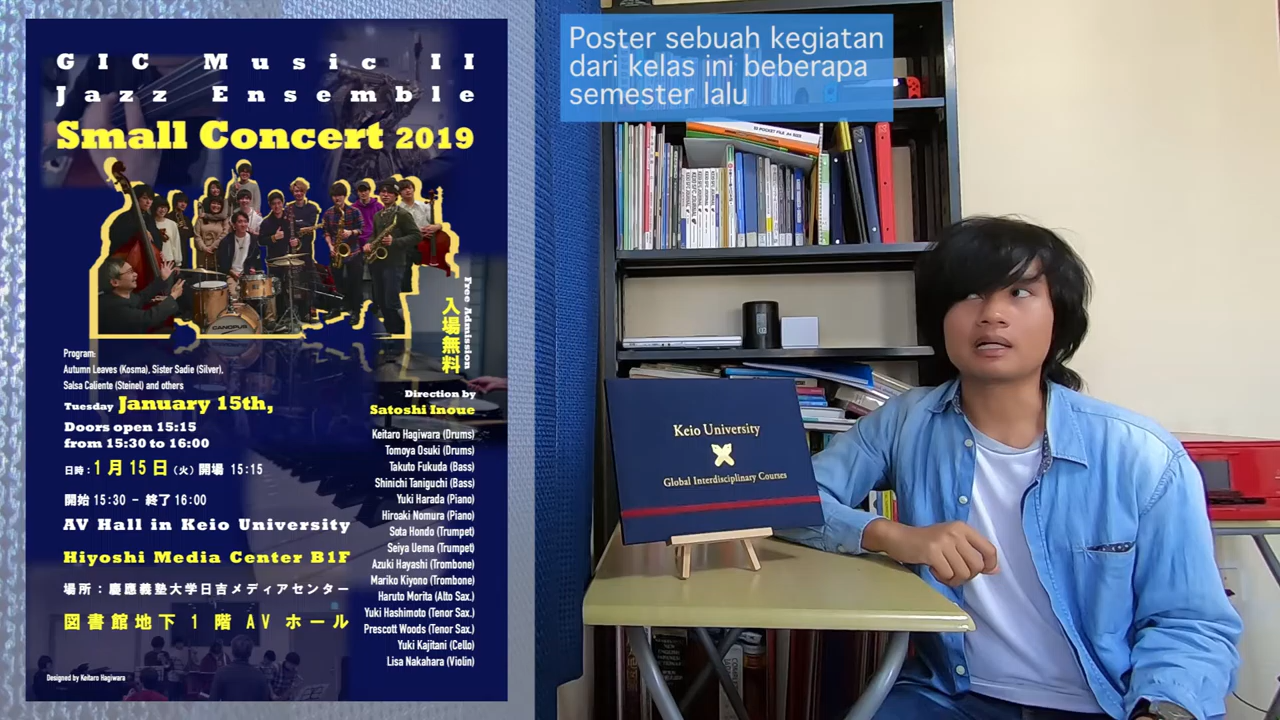 GIC Music II
Jazz Ensemble
Small Concert 2019
CANOPUS
Free Admission
入場無料
Program:
Autumn Leaves (Kosma), Sister Sadie (Silver),
Salsa Caliente (Steinel) and others
Tuesday January 15th,
Doors open 15:15
from 15:30 to 16:00
日時：1月15日（火）開場 15:15
開始 15:30 - 終了 16:00
AV Hall in Keio University
Hiyoshi Media Center B1F
場所：慶應義塾大学日吉メディアセンター
図書館地下 1 階 AV ホール
Designed by Keitaro Hagiwara
Direction by
Satoshi Inoue
Keitaro Hagiwara (Drums)
Tomoya Osuki (Drums)
Takuto Fukuda (Bass)
Shinichi Taniguchi (Bass)
Yuki Harada (Piano)
Hiroaki Nomura (Piano)
Sota Hondo (Trumpet)
Seiya Uema (Trumpet)
Azuki Hayashi (Trombone)
Mariko Kiyono (Trombone)
Haruto Morita (Alto Sax.)
Yuki Hashimoto (Tenor Sax.)
Prescott Woods (Tenor Sax.)
Yuki Kajitani (Cello)
Lisa Nakahara (Violin)
Poster sebuah kegiatan
dari kelas ini beberapa
semester lalu
Keio University
Global Interdisciplinary Courses